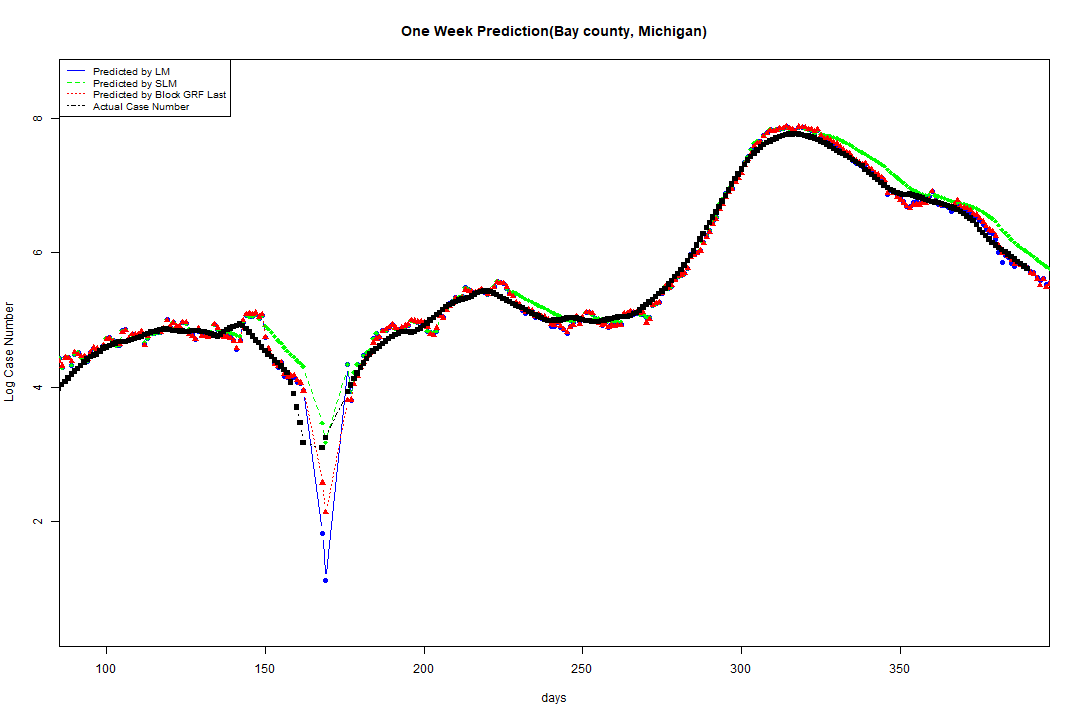 One Week Prediction(Bay county, Michigan)
Predicted by LM
Predicted by SLM
Predicted by Block GRF Last
Actual Case Number
8
6
4
2
Log Case Number
100 150 200 250 300 350
days